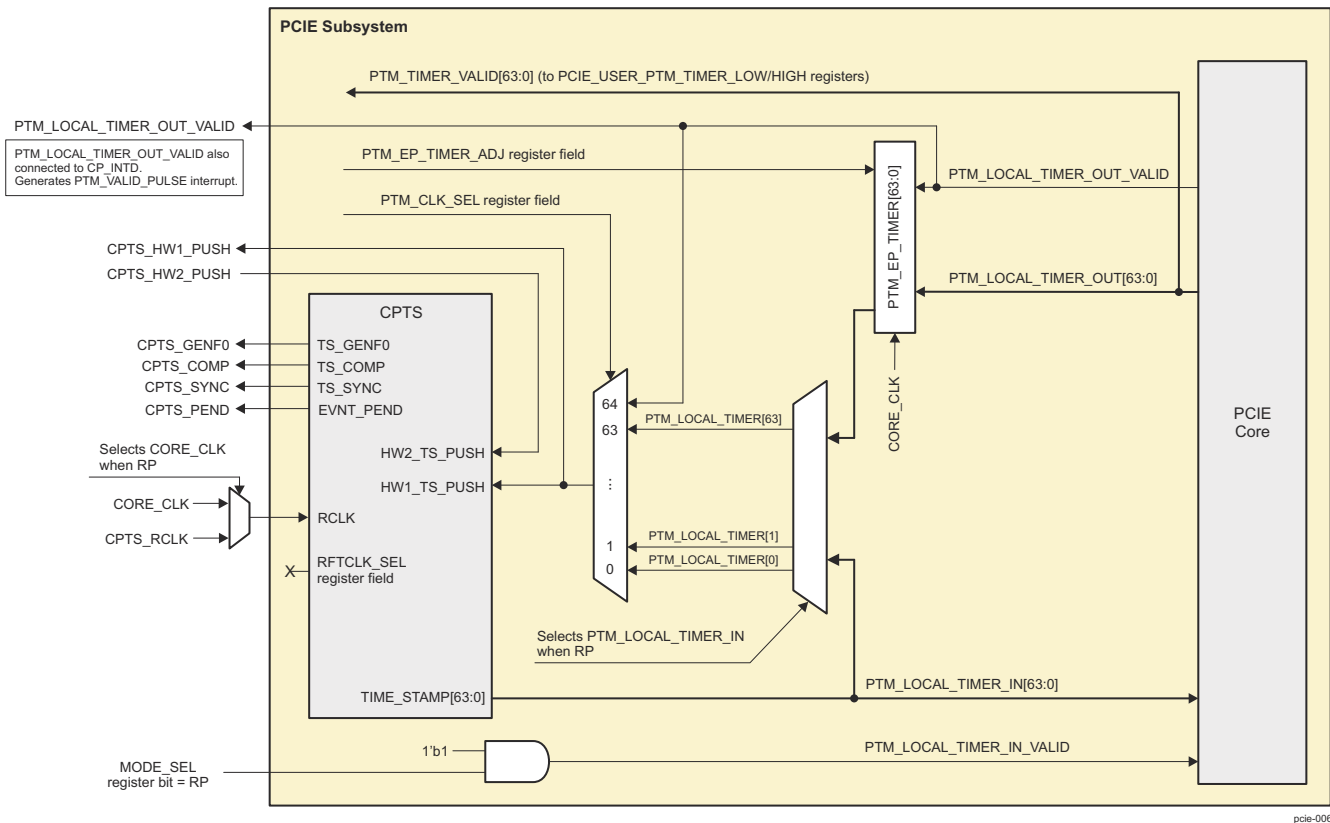 PCIE Subsystem
PTM_TIMER_VALID[63:0] (to PCIE_USER_PTM_TIMER_LOW/HIGH registers)
PTM_LOCAL_TIMER_OUT_VALID
PTM_LOCAL_TIMER_OUT_VALID also
connected to CP_INTD.
Generates PTM_VALID_PULSE interrupt.
PTM_EP_TIMER_ADJ register field
PTM_CLK_SEL register field
PTM_EP_TIMER[63:0]
PTM_LOCAL_TIMER_OUT_VALID
PTM_LOCAL_TIMER_OUT[63:0]
CORE_CLK
PCIE
Core
CPTS_HW1_PUSH
CPTS_HW2_PUSH
CPTS
CPTS_GENF0
TS_GENF0
CPTS_COMP
TS_COMP
CPTS_SYNC
TS_SYNC
CPTS_PEND
EVNT_PEND
HW2_TS_PUSH
HW1_TS_PUSH
64
63
...
1
0
PTM_LOCAL_TIMER[63]
PTM_LOCAL_TIMER[1]
PTM_LOCAL_TIMER[0]
Selects CORE_CLK
when RP
CORE_CLK
CPTS_RCLK
RCLK
X
RFTCLK_SEL
register field
Selects PTM_LOCAL_TIMER_IN
when RP
TIME_STAMP[63:0]
PTM_LOCAL_TIMER_IN[63:0]
1'b1
PTM_LOCAL_TIMER_IN_VALID
MODE_SEL
register bit = RP
pcie-006